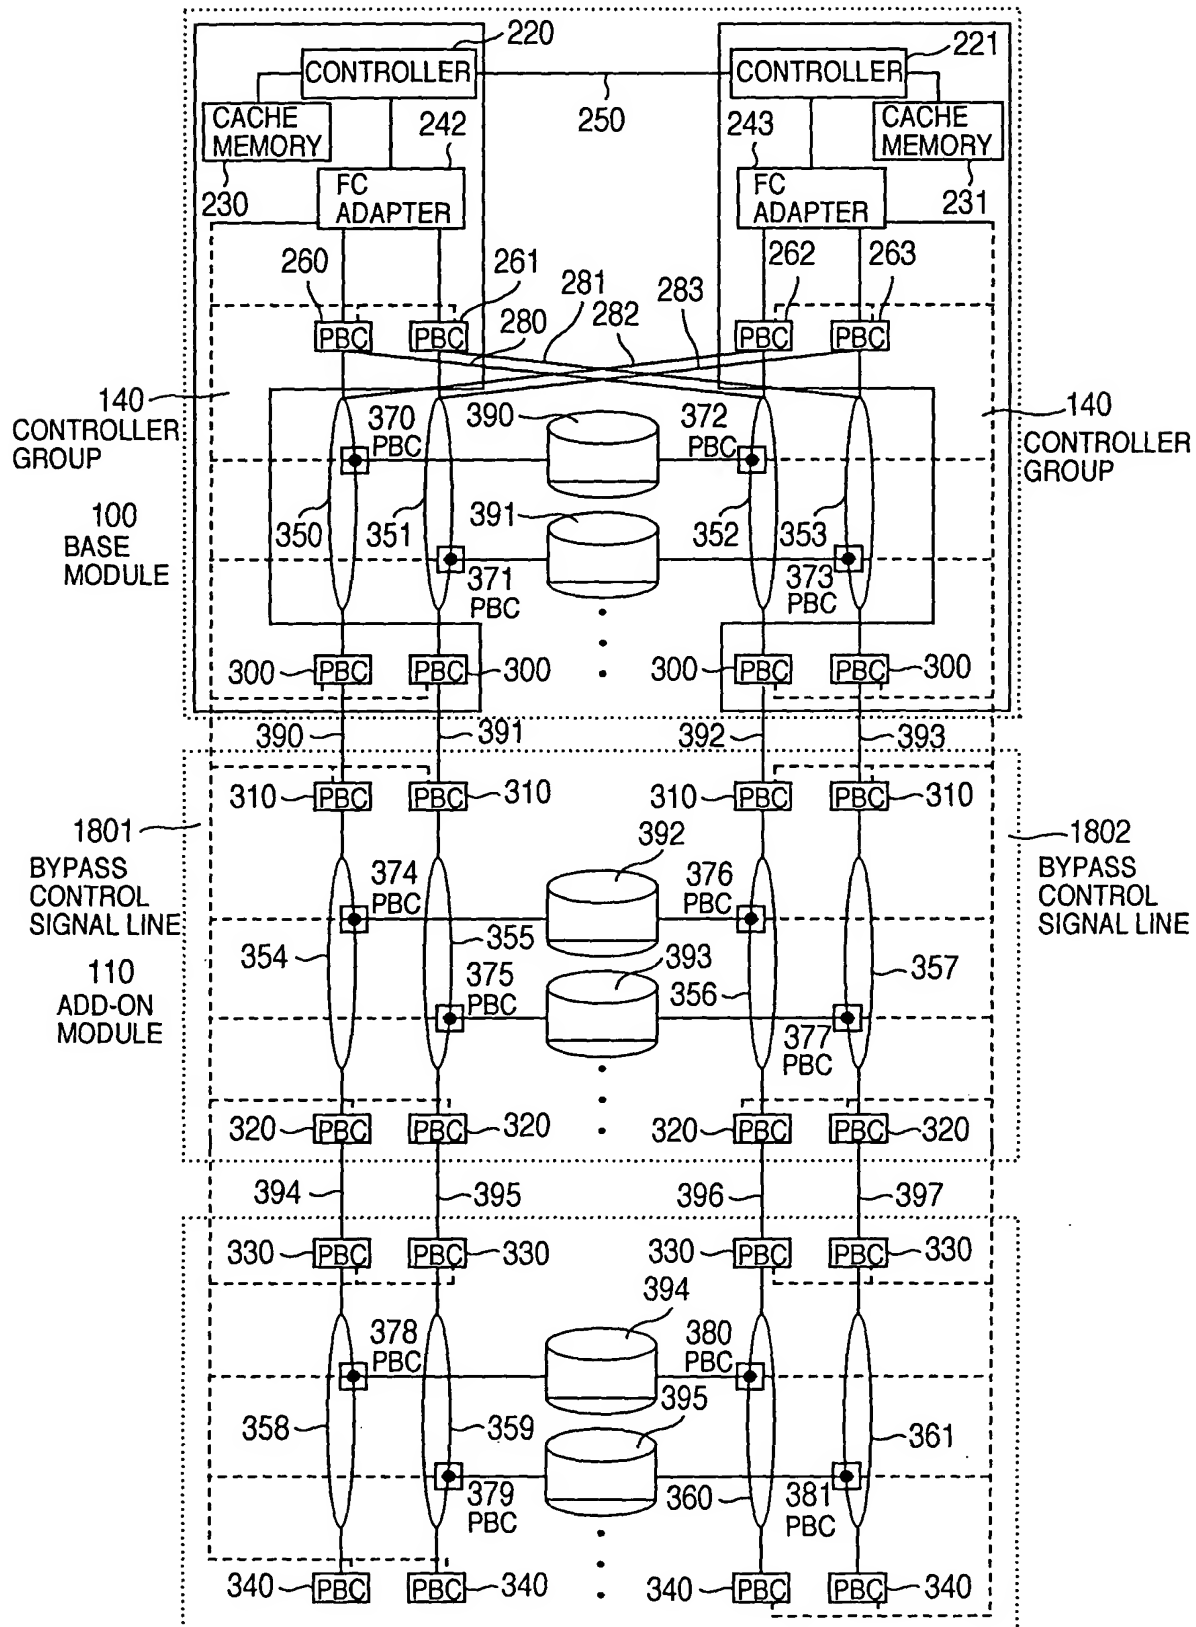 220
221
CONTROLLER
CONTROLLER
250
CACHE
MEMORY
242
243
CACHE
MEMORY
230
FC
ADAPTER
FC
ADAPTER
231
260
261
281
283
262
263
280
282
PBC
PBC
PBC
PBC
140
CONTROLLER
GROUP
370
PBC
390
372
PBC
140
CONTROLLER
GROUP
100
BASE
MODULE
350
351
391
352
353
371
PBC
373
PBC
300
PBC
PBC
300
300
PBC
PBC
300
390
391
392
393
310
PBC
PBC
310
310
PBC
PBC
310
1801
BYPASS
CONTROL
SIGNAL LINE
392
1802
BYPASS
CONTROL
SIGNAL LINE
374
PBC
376
PBC
354
355
393
356
357
110
ADD-ON
MODULE
375
PBC
377
PBC
320
PBC
PBC
320
320
PBC
PBC
320
394
395
396
397
330
PBC
PBC
330
330
PBC
PBC
330
394
378
PBC
380
PBC
395
358
359
360
361
379
PBC
381
PBC
340
PBC
PBC
340
340
PBC
PBC
340